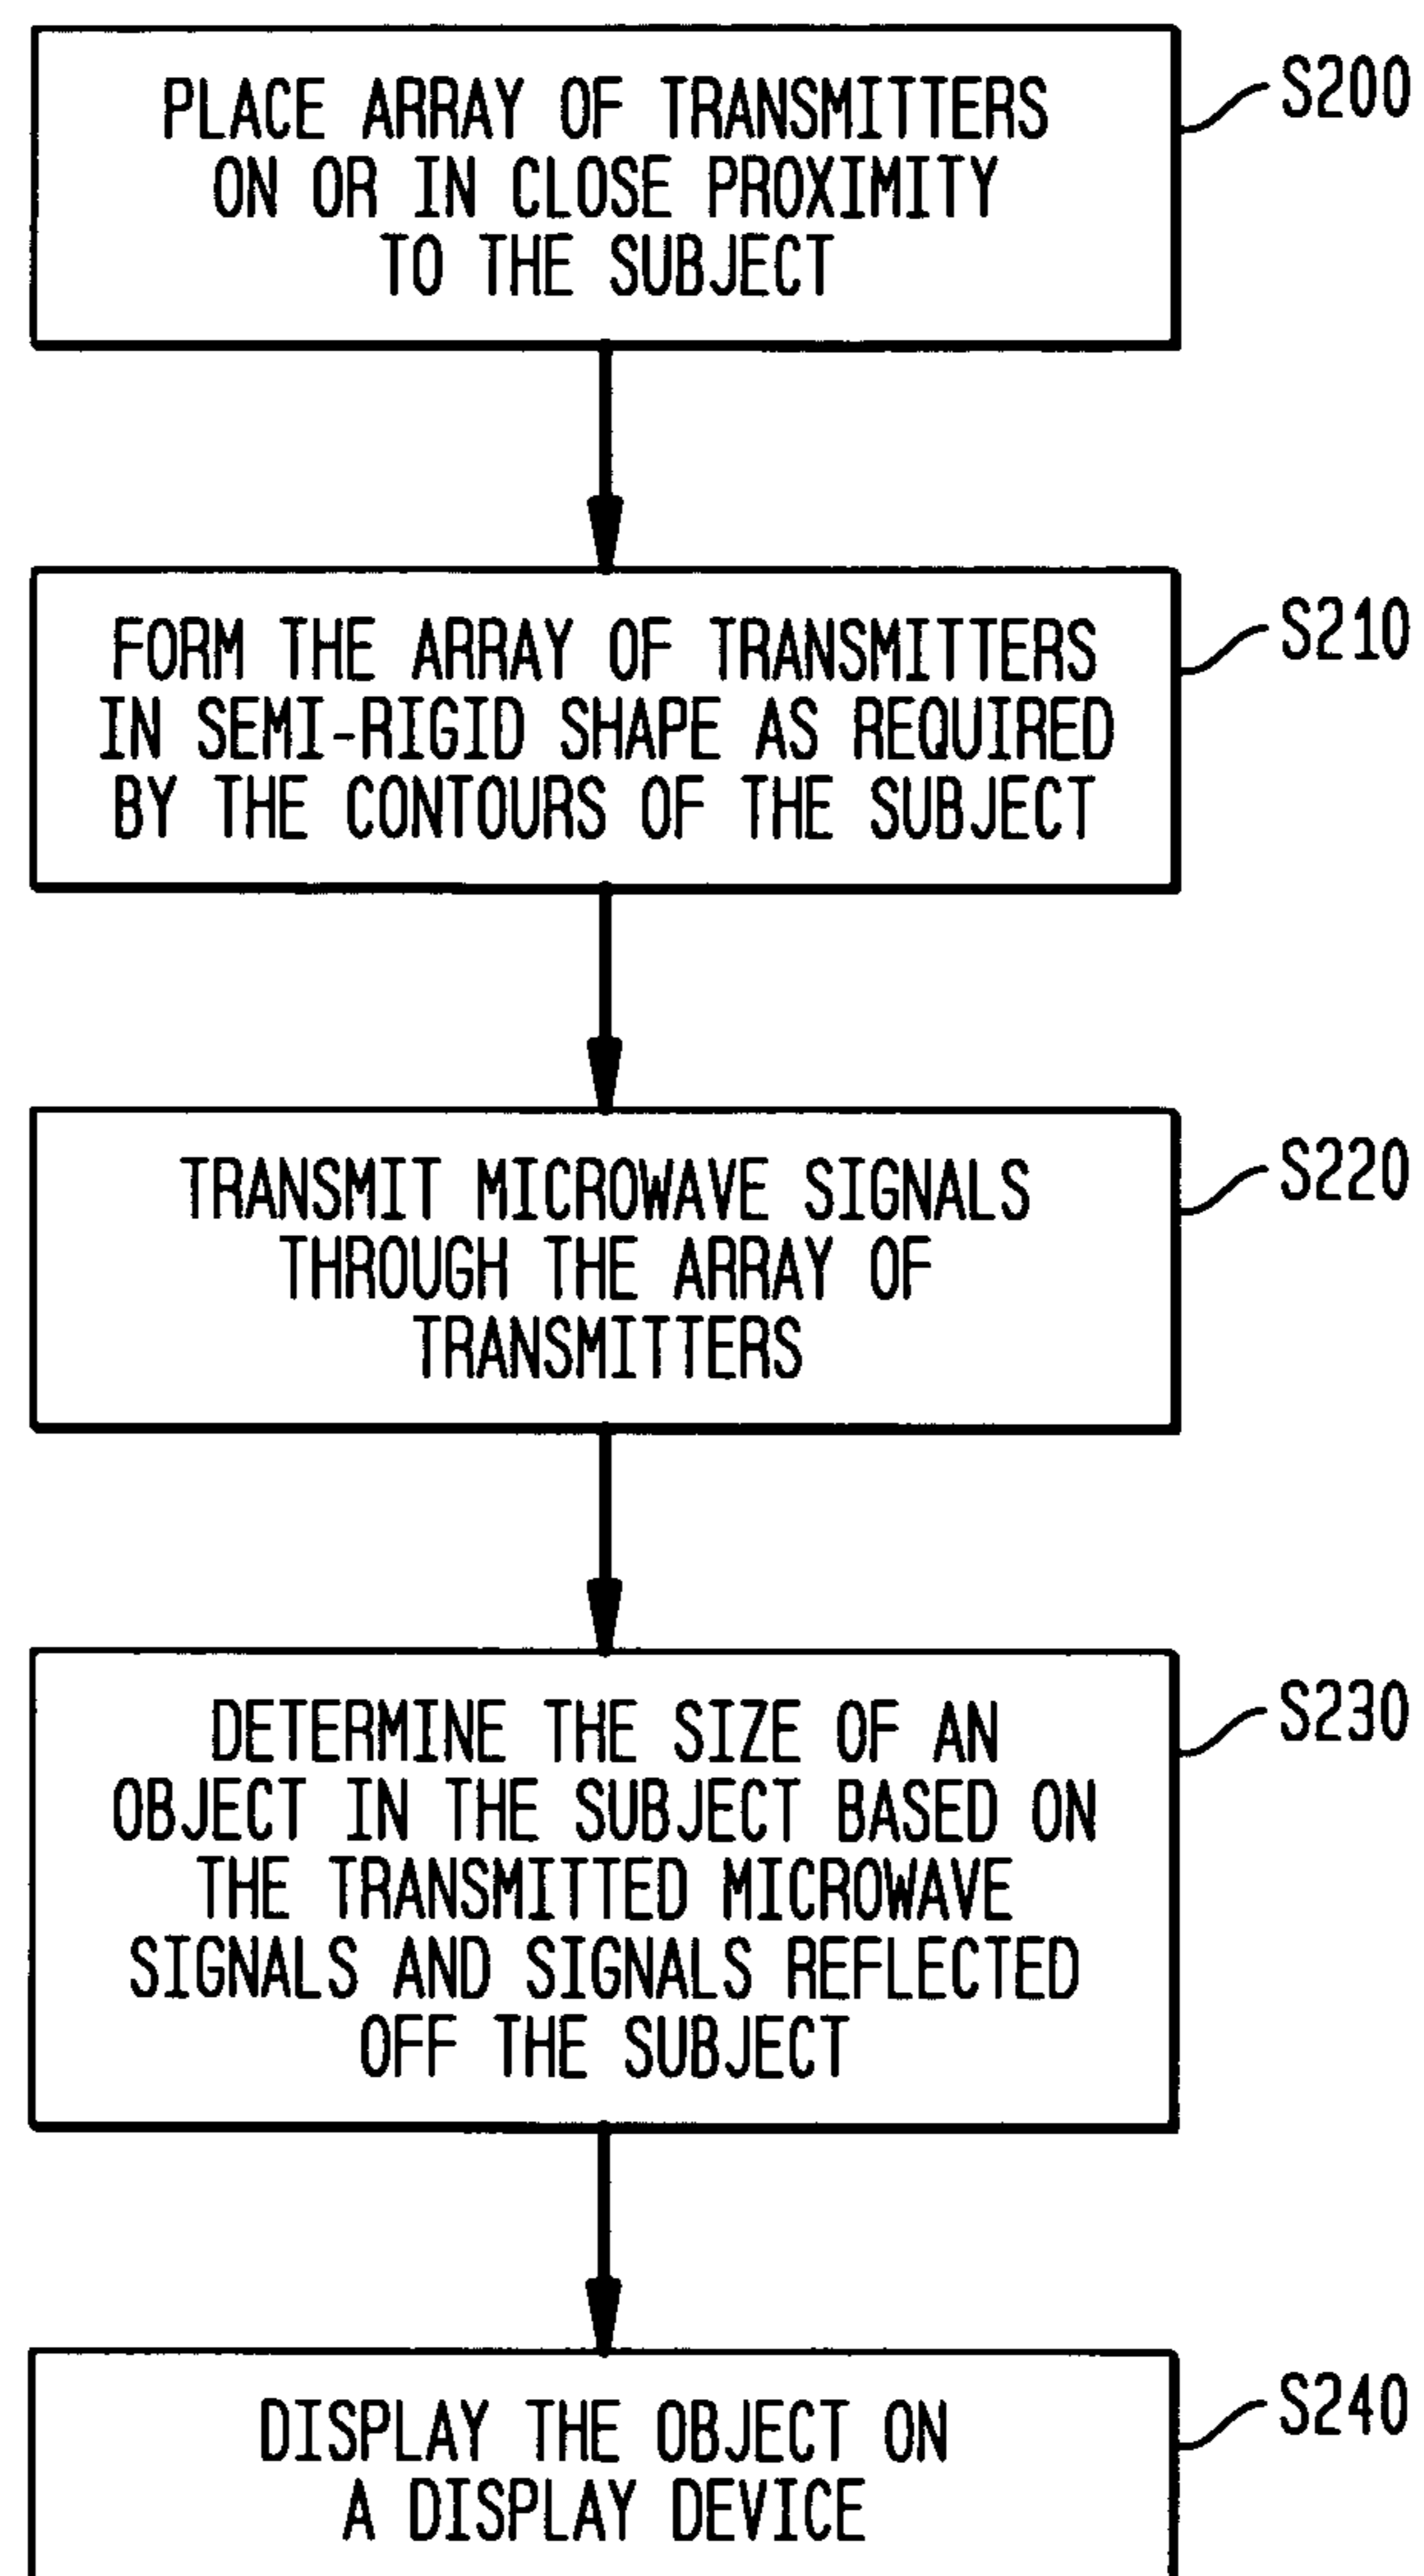 PLACE ARRAY OF TRANSMITTERS
ON OR IN CLOSE PROXIMITY
TO THE SUBJECT
S200
FORM THE ARRAY OF TRANSMITTERS
IN SEMI-RIGID SHAPE AS REQUIRED
BY THE CONTOURS OF THE SUBJECT
S210
TRANSMIT MICROWAVE SIGNALS
THROUGH THE ARRAY OF
TRANSMITTERS
S220
DETERMINE THE SIZE OF AN
OBJECT IN THE SUBJECT BASED ON
THE TRANSMITTED MICROWAVE
SIGNALS AND SIGNALS REFLECTED
OFF THE SUBJECT
S230
DISPLAY THE OBJECT ON
A DISPLAY DEVICE
S240